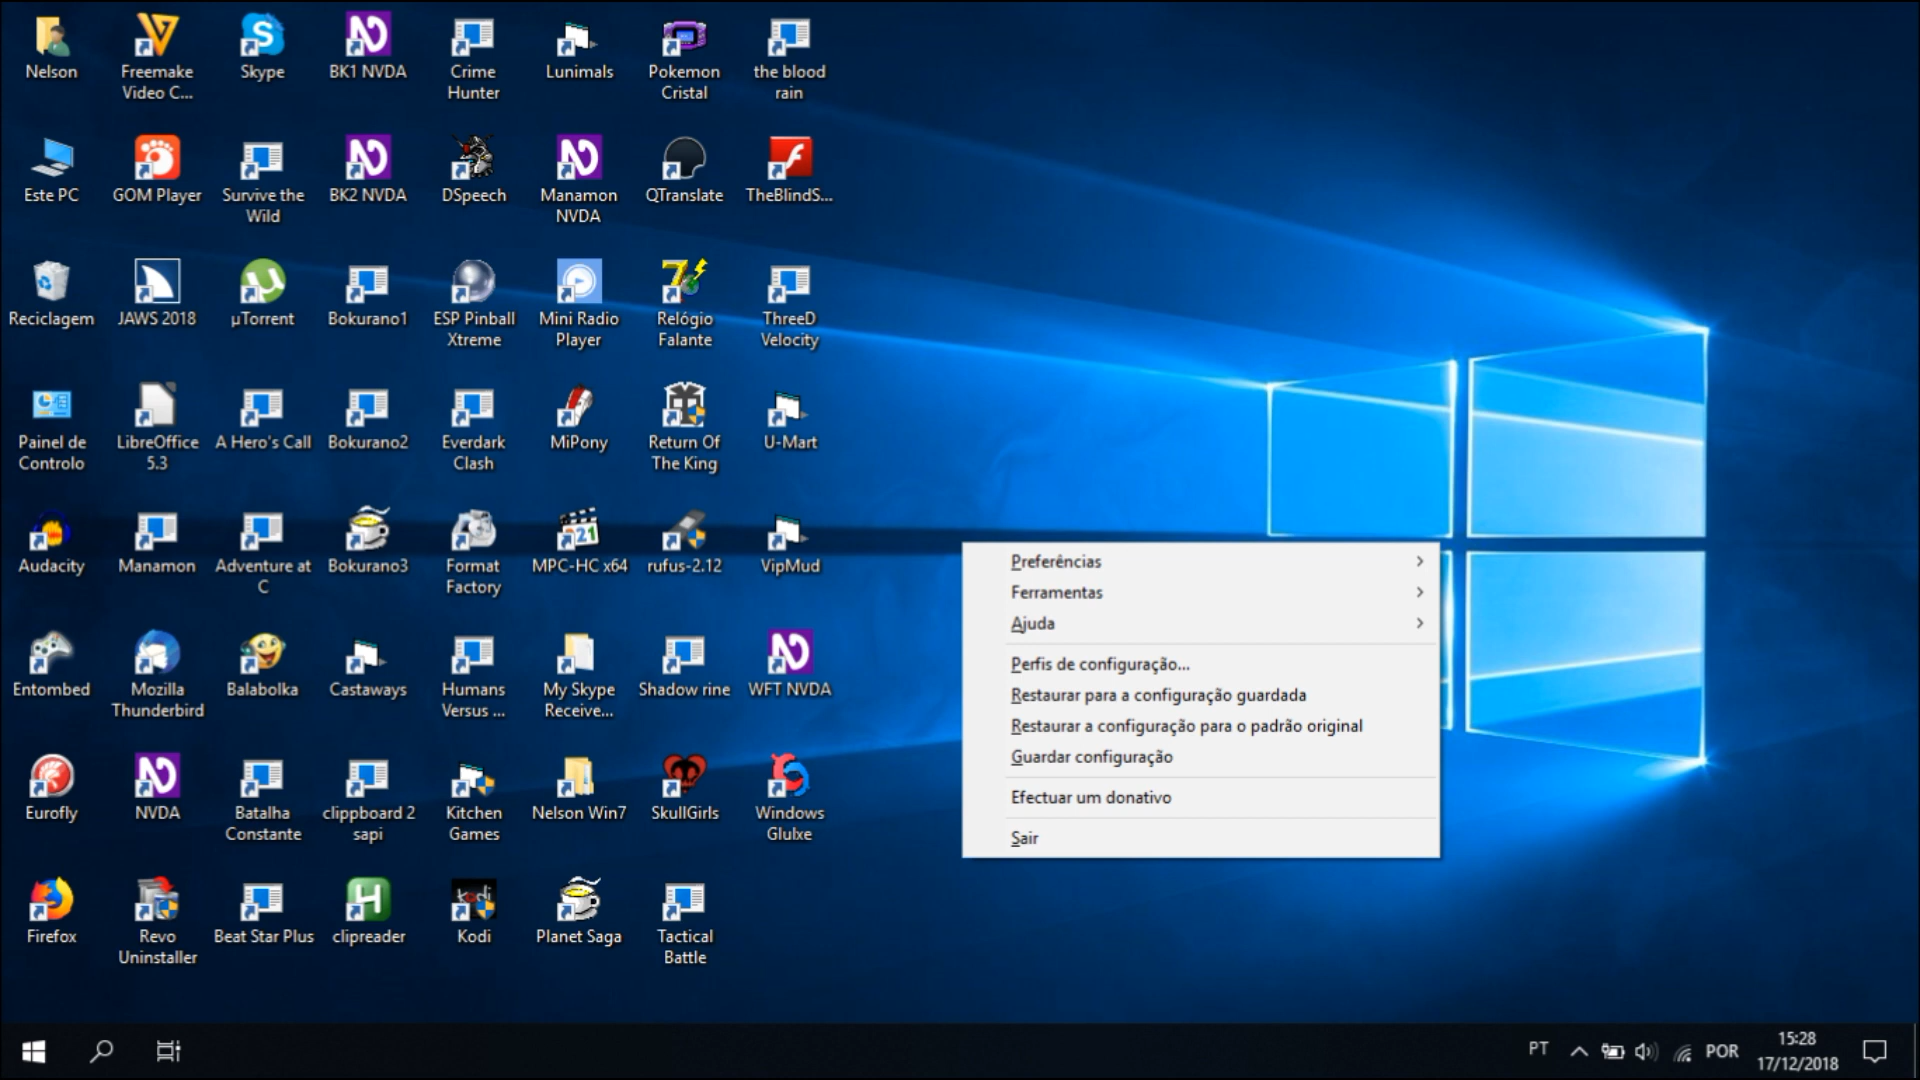 Nelson
Freemake
Video C...
Skype
BK1 NVDA
Crime
Hunter
Lunimals
Pokemon
Cristal
the blood
rain
Este PC
GOM Player
Survive the
Wild
BK2 NVDA
DSpeech
Manamon
NVDA
QTranslate
TheBlindS...
Reciclagem
JAWS 2018
µTorrent
Bokurano1
ESP Pinball
Xtreme
Mini Radio
Player
Relógio
Falante
ThreeD
Velocity
Painel de
Controlo
LibreOffice
5.3
A Hero's Call
Bokurano2
Everdark
Clash
MiPony
Return Of
The King
U-Mart
Audacity
Manamon
Adventure at
C
Bokurano3
Format
Factory
321
MPC-HC x64
rufus-2.12
VipMud
Entombed
Mozilla
Thunderbird
Balabolka
Castaways
Humans
Versus ...
My Skype
Receive...
Shadow rine
WFT NVDA
Eurofly
NVDA
Batalha
Constante
clippboard 2
sapi
Kitchen
Games
Nelson Win7
SkullGirls
Windows
Glulxe
Firefox
Revo
Uninstaller
Beat Star Plus
H
clipreader
kodi
Kodi
Planet Saga
Tactical
Battle
Preferências
Ferramentas
Ajuda
Perfis de configuração...
Restaurar para a configuração guardada
Restaurar a configuração para o padrão original
Guardar configuração
Efectuar um donativo
Sair
PT
POR
15:28
17/12/2018